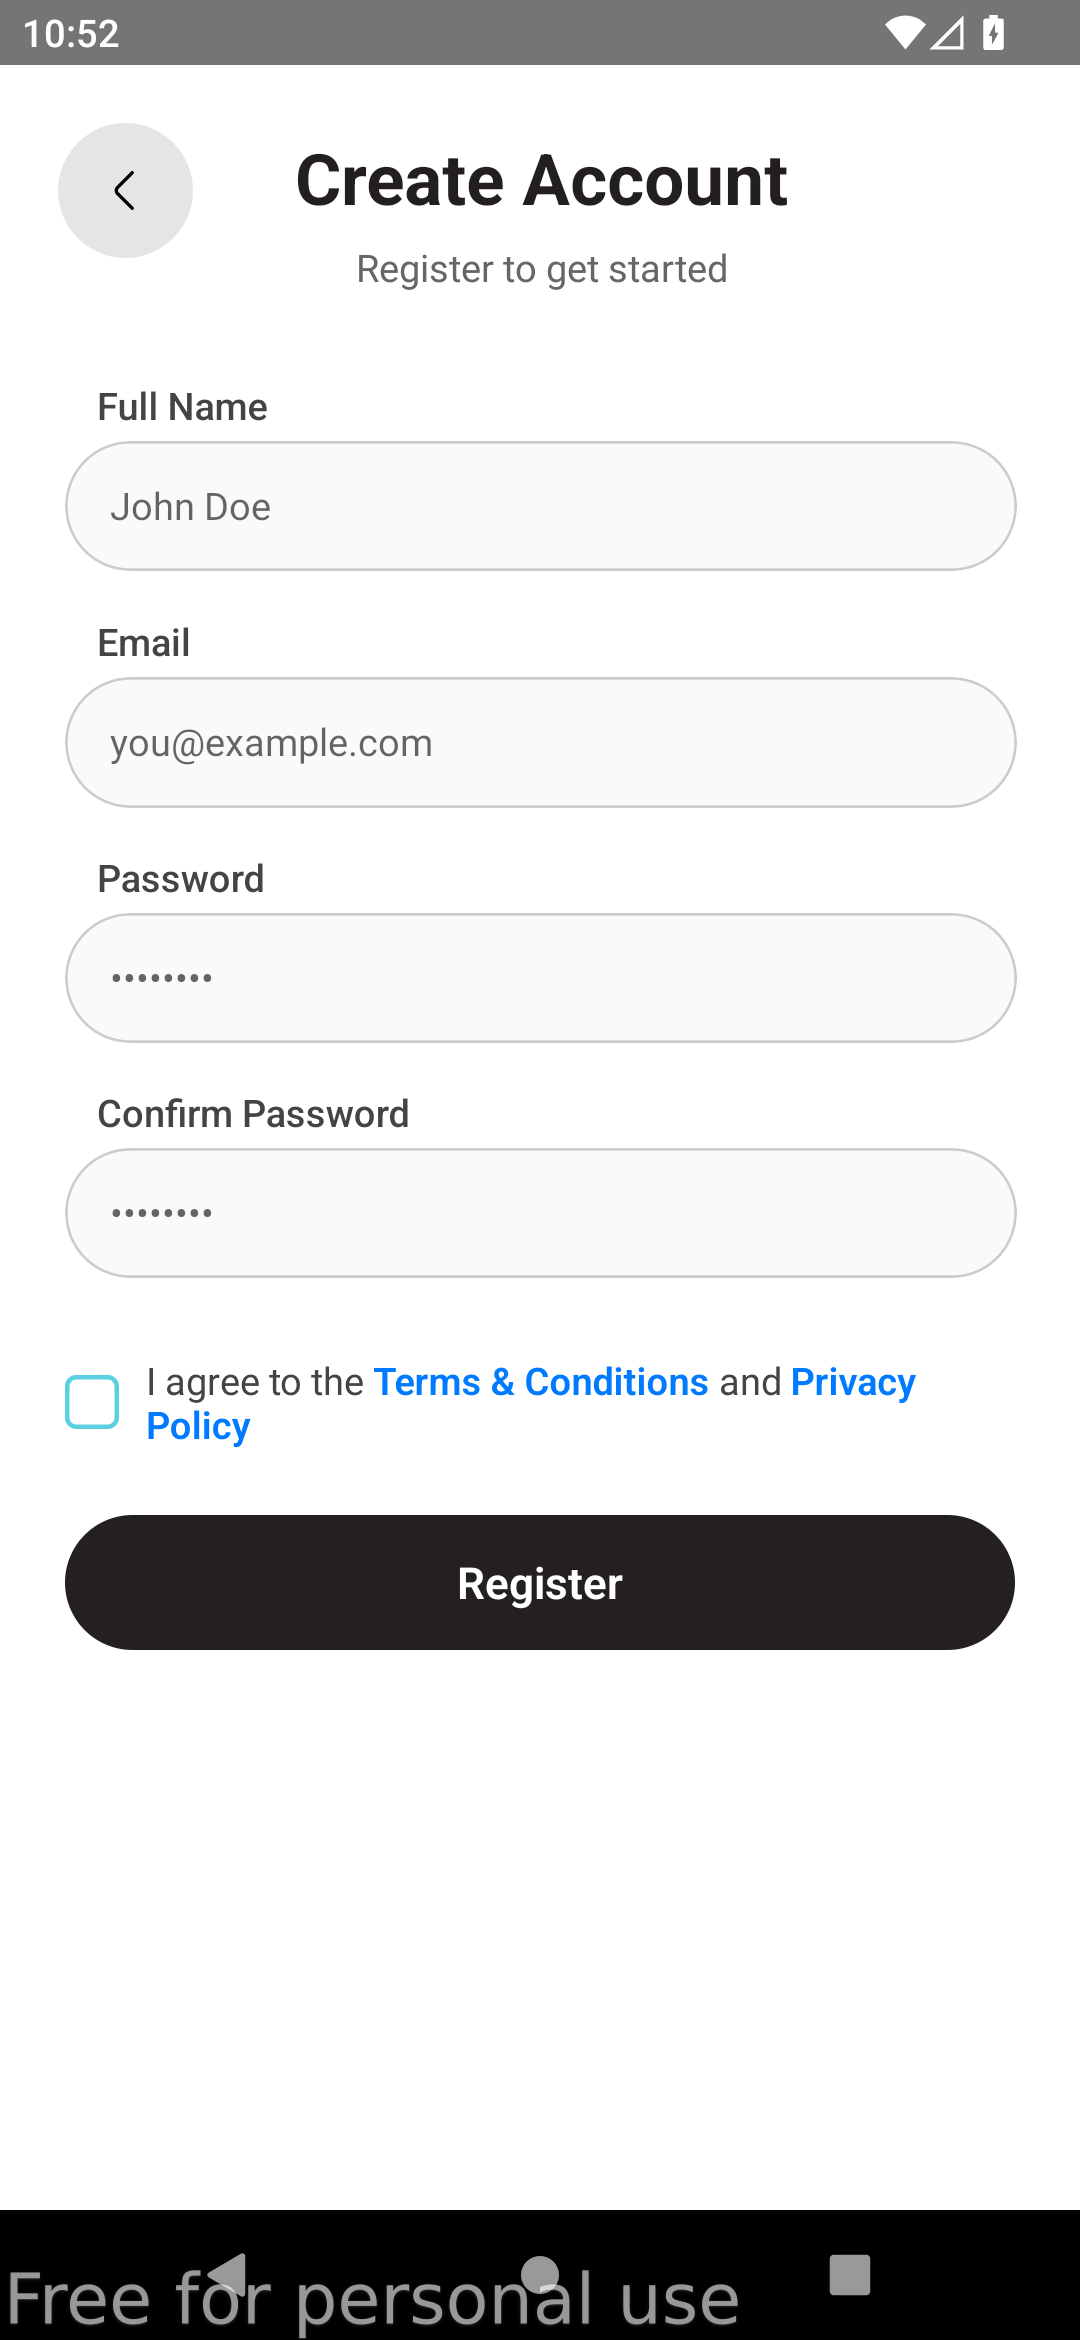 10:52
Create Account
Register to get started
Full Name
John Doe
Email
you@example.com
Password
••••••••
Confirm Password
••••••••
I agree to the Terms & Conditions and Privacy
Policy
Register
Free for personal use